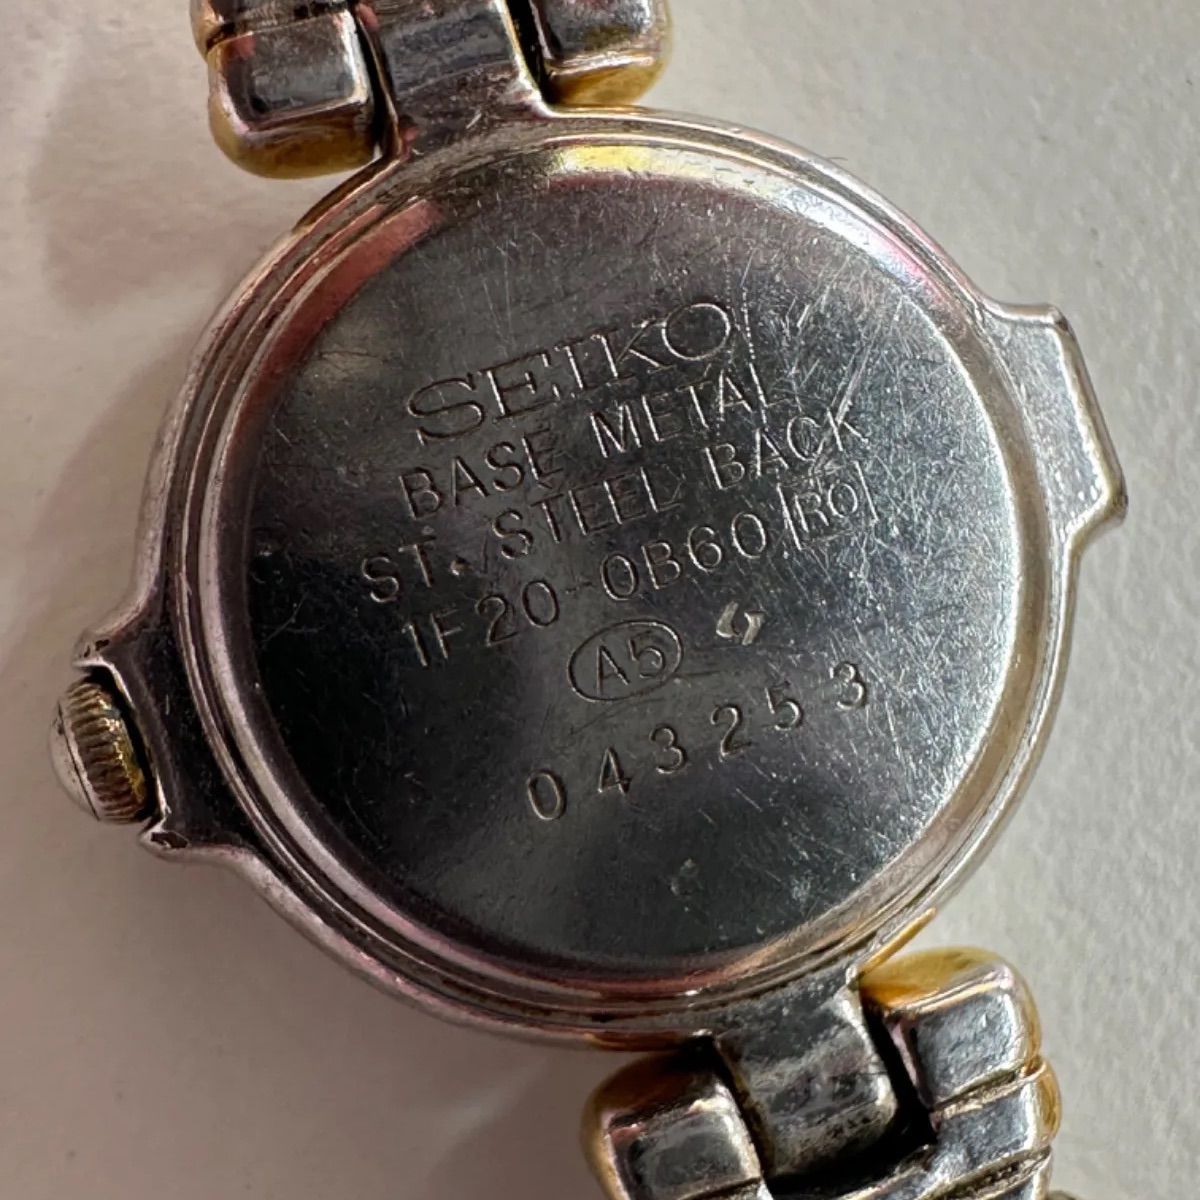 SEIKO
BASE METAL
ST. STEEL BACK
1F20-0B60 R0
A5
043253